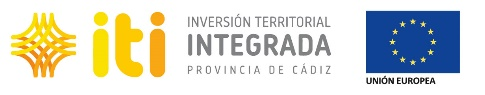 iti
INVERSIÓN TERRITORIAL
INTEGRADA
PROVINCIA DE CÁDIZ
UNIÓN EUROPEA